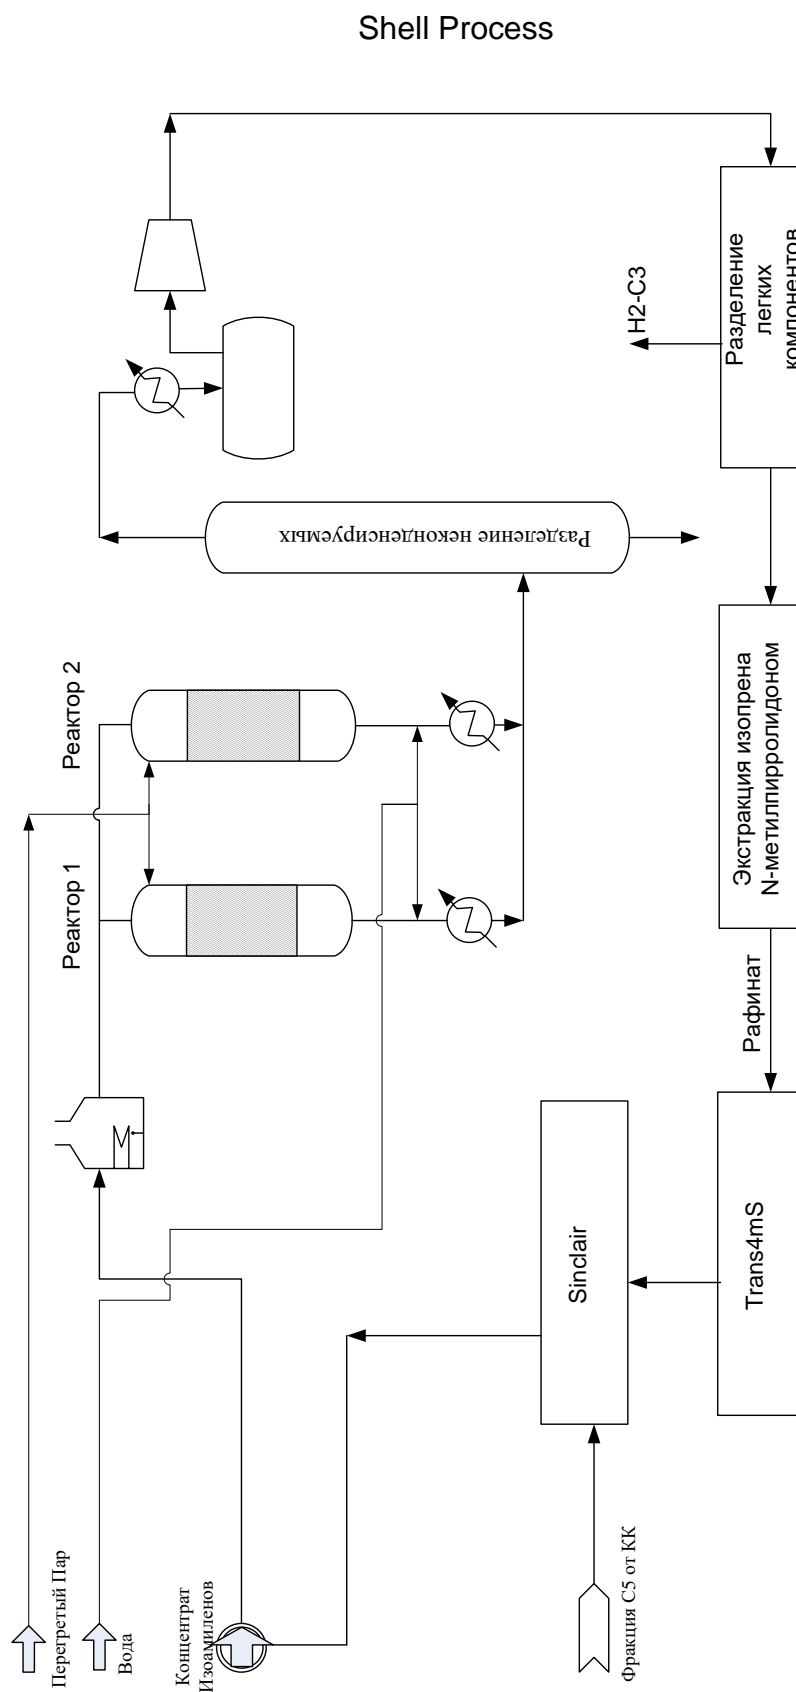 Shell Process
Перегретый Пар
Вода
Концентрат
Изоамиленов
Фракция С5 от КК
Реактор 1
Реактор 2
Разделение неконденсируемых
H2-C3
Разделение
легких
компонентов
Экстракция изопрена
N-метилпирролидоном
Рафинат
Trans4mS
Sinclair